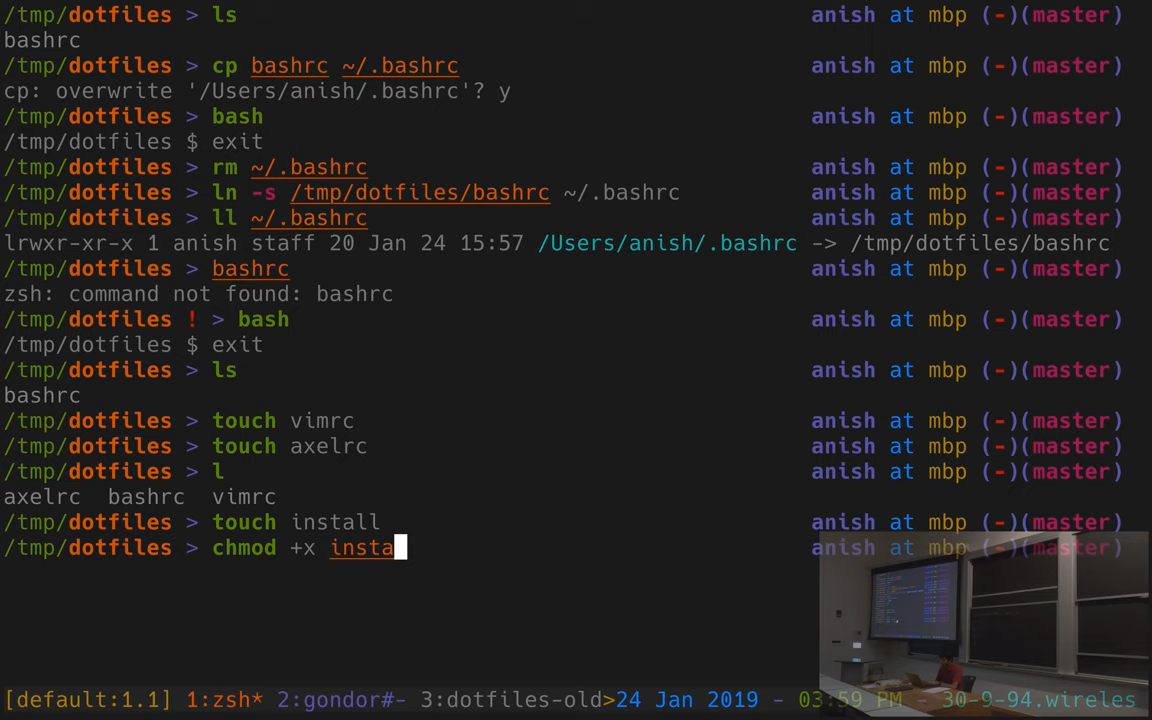 /tmp/dotfiles > ls anish at mbp (-)(master)
bashrc
/tmp/dotfiles > cp bashrc ~/.bashrc anish at mbp (-)(master)
cp: overwrite '/Users/anish/.bashrc'? y
/tmp/dotfiles > bash anish at mbp (-)(master)
/tmp/dotfiles $ exit
/tmp/dotfiles > rm ~/.bashrc anish at mbp (-)(master)
/tmp/dotfiles > ln -s /tmp/dotfiles/bashrc ~/.bashrc anish at mbp (-)(master)
/tmp/dotfiles > ll ~/.bashrc anish at mbp (-)(master)
lrwxr-xr-x 1 anish staff 20 Jan 24 15:57 /Users/anish/.bashrc -> /tmp/dotfiles/bashrc
/tmp/dotfiles > bashrc anish at mbp (-)(master)
zsh: command not found: bashrc
/tmp/dotfiles ! > bash anish at mbp (-)(master)
/tmp/dotfiles $ exit
/tmp/dotfiles > ls anish at mbp (-)(master)
bashrc
/tmp/dotfiles > touch vimrc anish at mbp (-)(master)
/tmp/dotfiles > touch axelrc anish at mbp (-)(master)
/tmp/dotfiles > l anish at mbp (-)(master)
axelrc bashrc vimrc
/tmp/dotfiles > touch install anish at mbp (-)(master)
/tmp/dotfiles > chmod +x insta anish at mbp (-)(master)
[default:1.1] 1:zsh* 2:gondor#- 3:dotfiles-old>24 Jan 2019 - 03:59 PM - 30-9-94.wireles